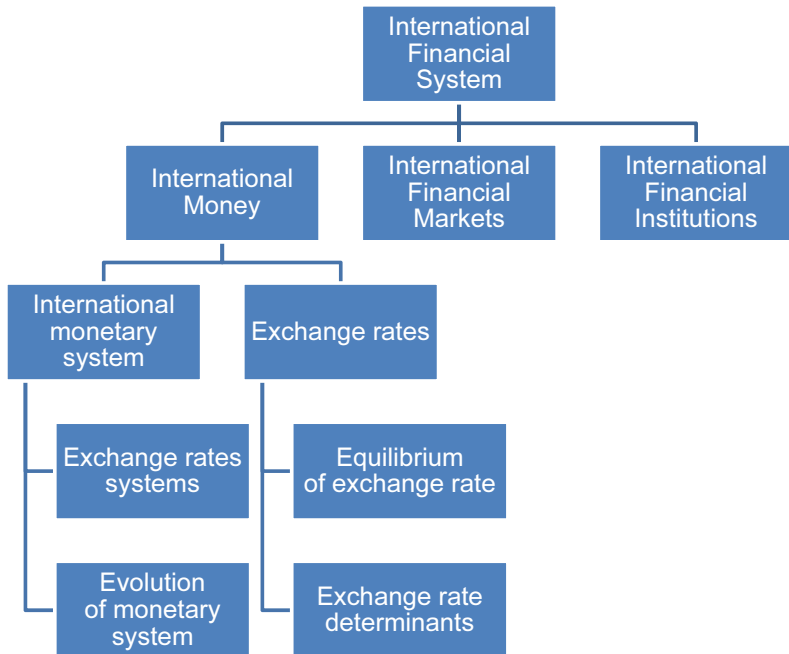 International
Financial
System
International
Money
International
Financial
Markets
International
Financial
Institutions
International
monetary
system
Exchange rates
Exchange rates
systems
Equilibrium
of exchange rate
Evolution
of monetary
system
Exchange rate
determinants